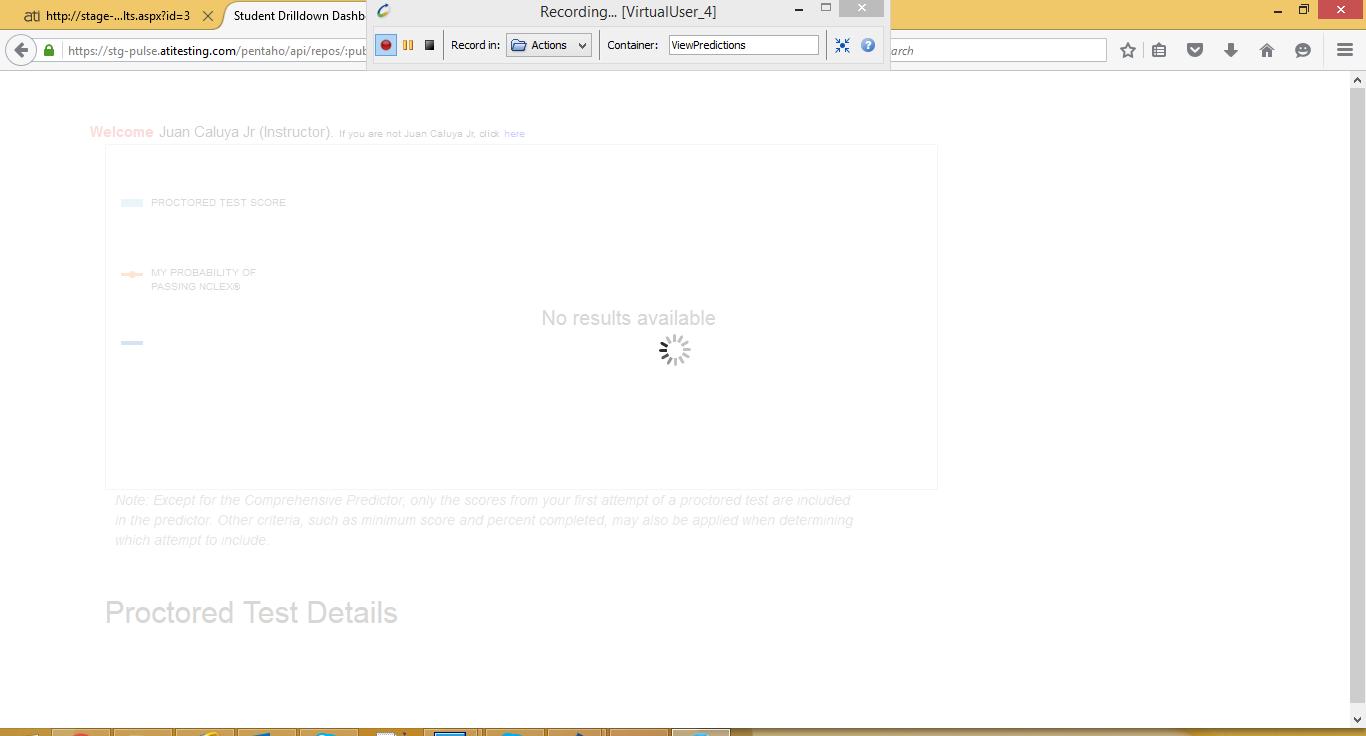 Recording... [VirtualUser_4]
ati http://stage-...lts.aspx?id=3
Student Drilldown Dashb
Record in: Actions
Container: ViewPredictions
https://stg-pulse.atitesting.com/pentaho/api/repos/:pub
arch
Welcome Juan Caluya Jr (Instructor). If you are not Juan Caluya Jr, click here
PROCTORED TEST SCORE
MY PROBABILITY OF
PASSING NCLEX®
No results available
Note: Except for the Comprehensive Predictor, only the scores from your first attempt of a proctored test are included
in the predictor. Other criteria, such as minimum score and percent completed, may also be applied when determining
which attempt to include.
Proctored Test Details